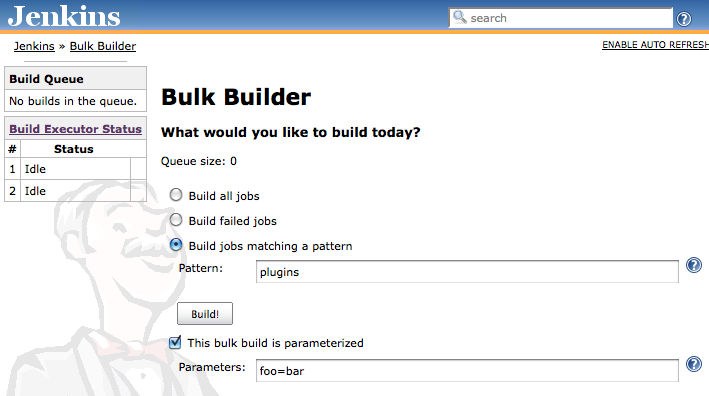 Jenkins
search
Jenkins » Bulk Builder
ENABLE AUTO REFRESH
Build Queue
No builds in the queue.
Build Executor Status
# Status
1 Idle
2 Idle
Bulk Builder
What would you like to build today?
Queue size: 0
Build all jobs
Build failed jobs
Build jobs matching a pattern
Pattern: plugins ?
Build!
This bulk build is parameterized
Parameters: foo=bar ?